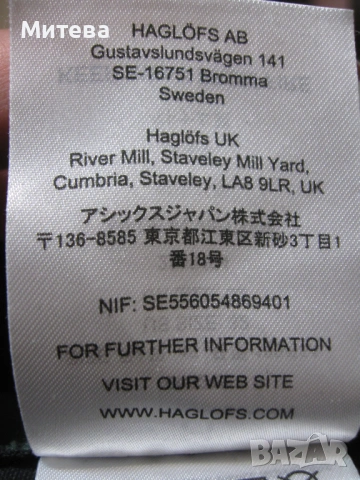 Митева
HAGLÖFS AB
Gustavslundsvägen 141
SE-16751 Bromma
Sweden
Haglöfs UK
River Mill, Staveley Mill Yard,
Cumbria, Staveley, LA8 9LR, UK
アシックスジャパン株式会社
〒136-8585 東京都江東区新砂3丁目1
番18号
NIF: SE556054869401
FOR FURTHER INFORMATION
VISIT OUR WEB SITE
WWW.HAGLOFS.COM
BAZAR